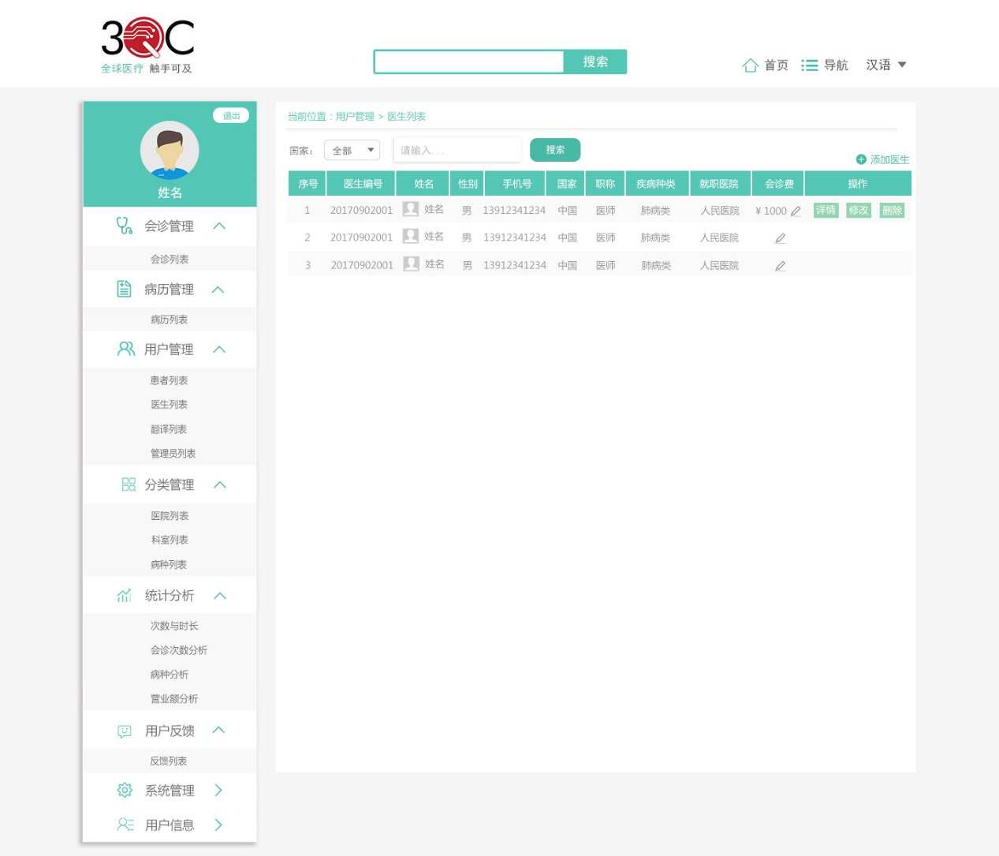 3QC
全球医疗 触手可及
搜索
首页 导航 汉语
退出
姓名
会诊管理
会诊列表
病历管理
病历列表
用户管理
患者列表
医生列表
翻译列表
管理员列表
分类管理
医院列表
科室列表
病种列表
统计分析
次数与时长
会诊次数分析
病种分析
营业额分析
用户反馈
反馈列表
系统管理
用户信息
当前位置：用户管理 > 医生列表
国家： 全部 请输入... 搜索
添加医生
序号 医生编号 姓名 性别 手机号 国家 职称 疾病种类 就职医院 会诊费 操作
1 20170902001 姓名 男 13912341234 中国 医师 肺病类 人民医院 ¥1000 详情 修改 删除
2 20170902001 姓名 男 13912341234 中国 医师 肺病类 人民医院
3 20170902001 姓名 男 13912341234 中国 医师 肺病类 人民医院